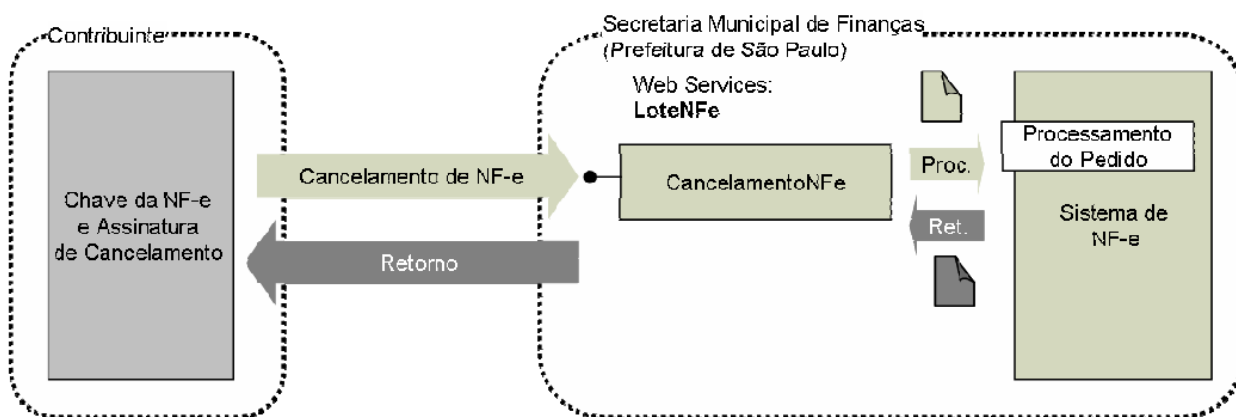 Contribuinte
Secretaria Municipal de Finanças
(Prefeitura de São Paulo)
Web Services:
LoteNFe
Chave da NF-e
e Assinatura
de Cancelamento
Cancelamento de NF-e
Retorno
CancelamentoNFe
Proc.
Ret.
Processamento
do Pedido
Sistema de
NF-e